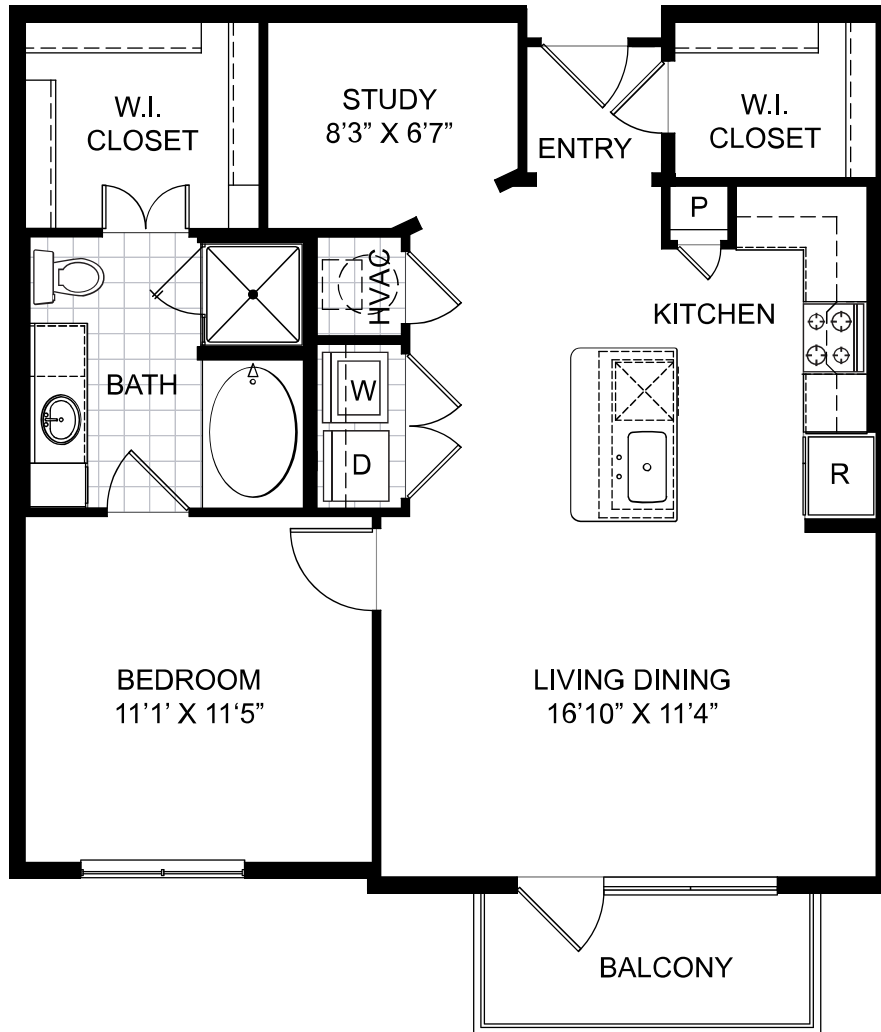 W.I.
CLOSET
STUDY
8’3” X 6’7”
ENTRY
W.I.
CLOSET
P
HVAC
KITCHEN
BATH
W
D
R
BEDROOM
11’1’ X 11‘5”
LIVING DINING
16’10” X 11’4”
BALCONY